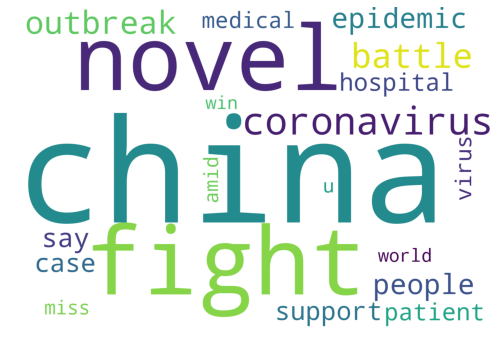 outbreak medical epidemic
novel battle
hospital
win coronavirus
china
amid u virus
say fight
case world
people
miss support patient